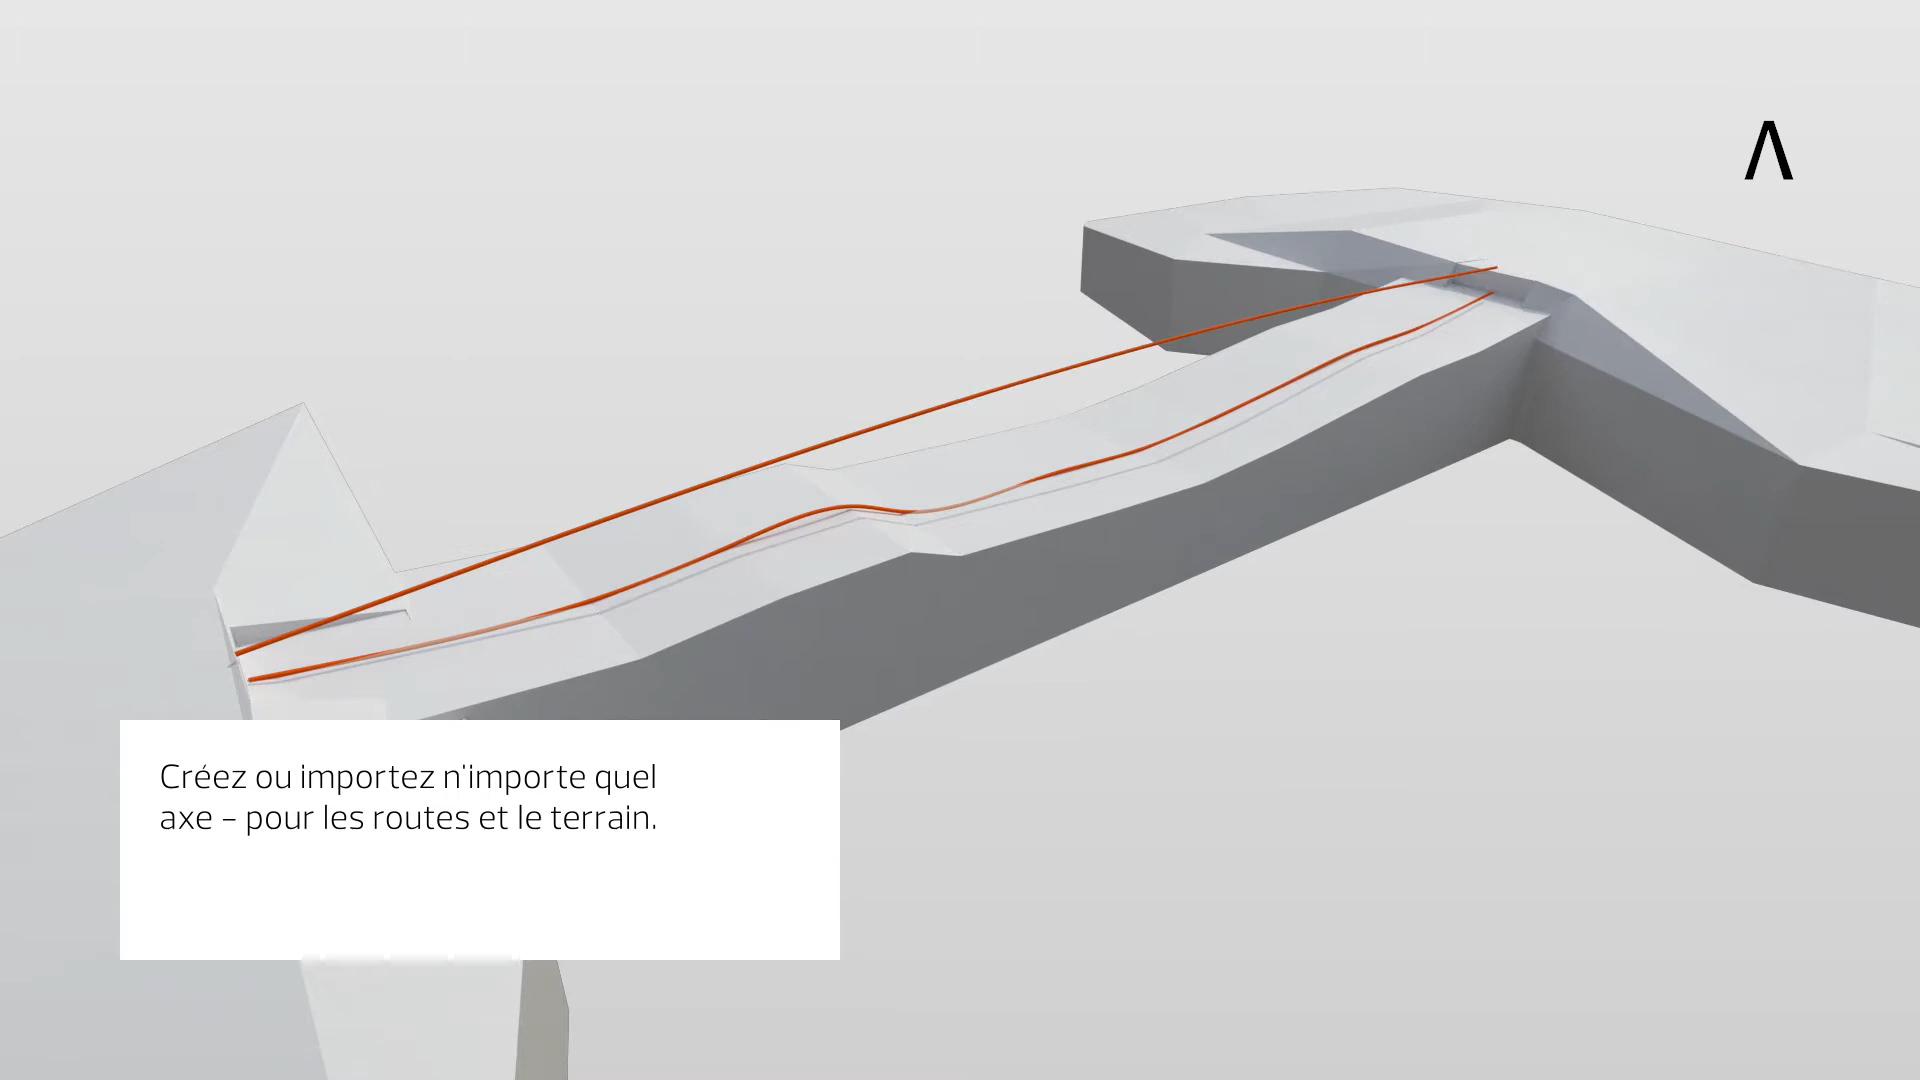 Créez ou importez n'importe quel
axe – pour les routes et le terrain.